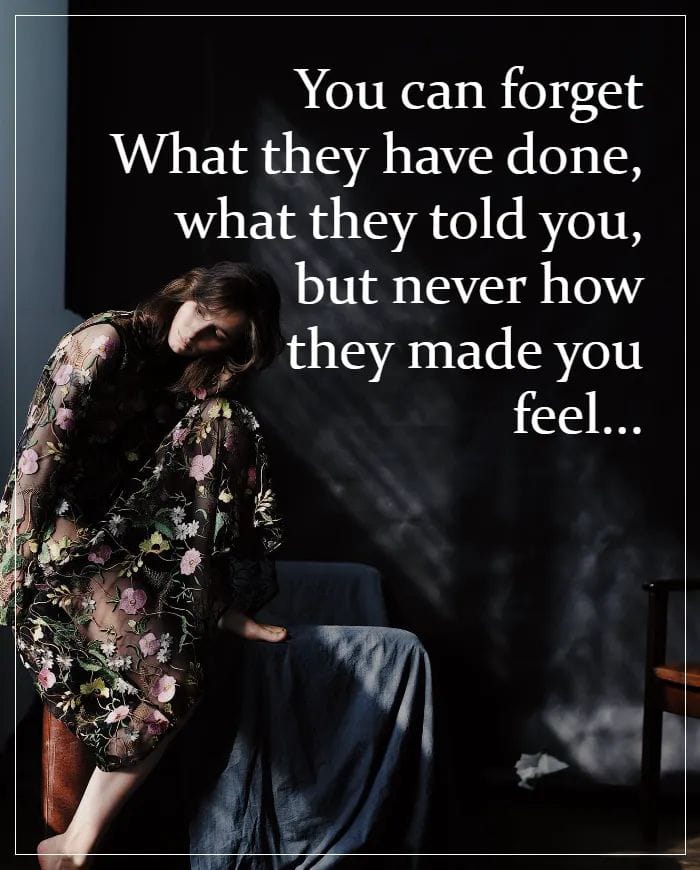 You can forget
What they have done,
what they told you,
but never how
they made you
feel...